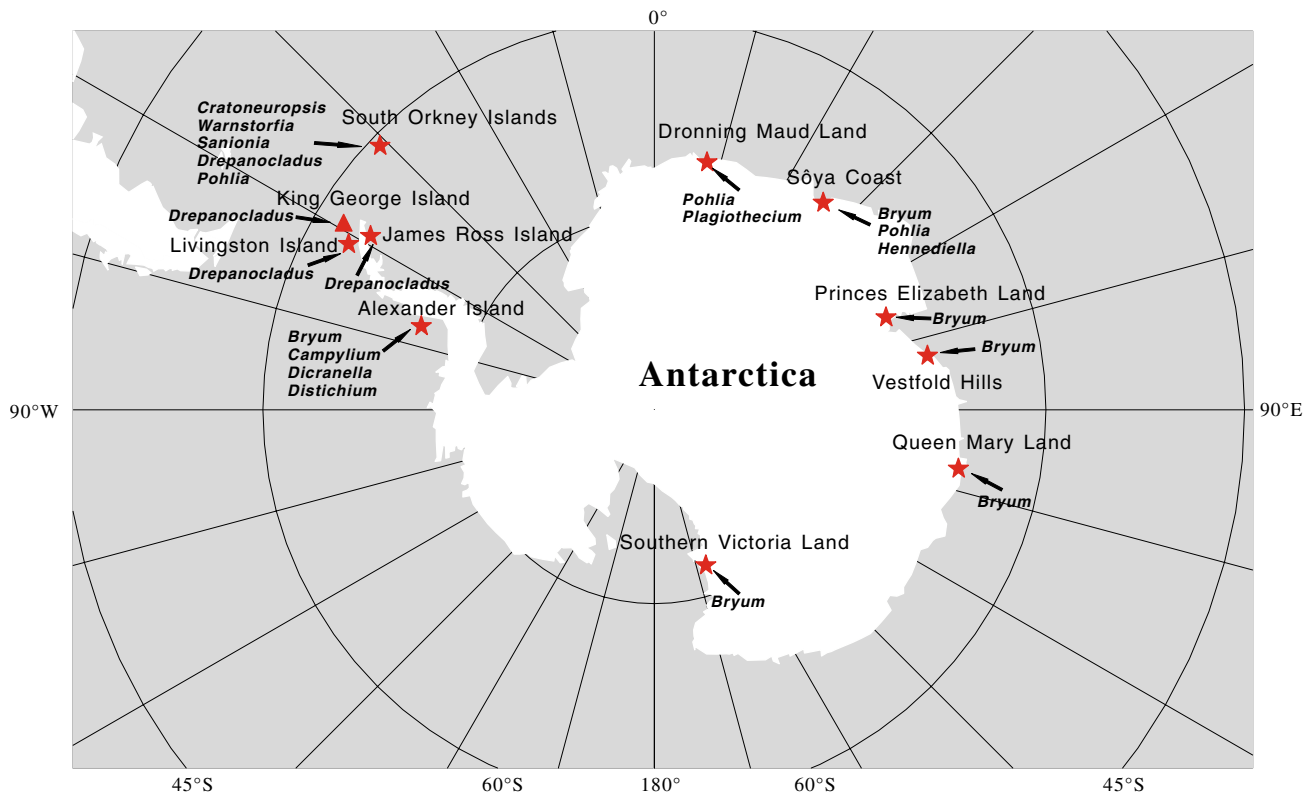 0°
Cratoneuropsis
Warnstorfia
Sanionia
Drepanocladus
Pohlia
South Orkney Islands
Dronning Maud Land
Pohlia
Plagiothecium
Sôya Coast
Bryum
Pohlia
Hennediella
King George Island
Drepanocladus
James Ross Island
Livingston Island
Drepanocladus
Drepanocladus
Alexander Island
Bryum
Campylium
Dicranella
Distichium
Princes Elizabeth Land
Bryum
Bryum
Vestfold Hills
Antarctica
90°W
90°E
Queen Mary Land
Bryum
Southern Victoria Land
Bryum
45°S
60°S
180°
60°S
45°S